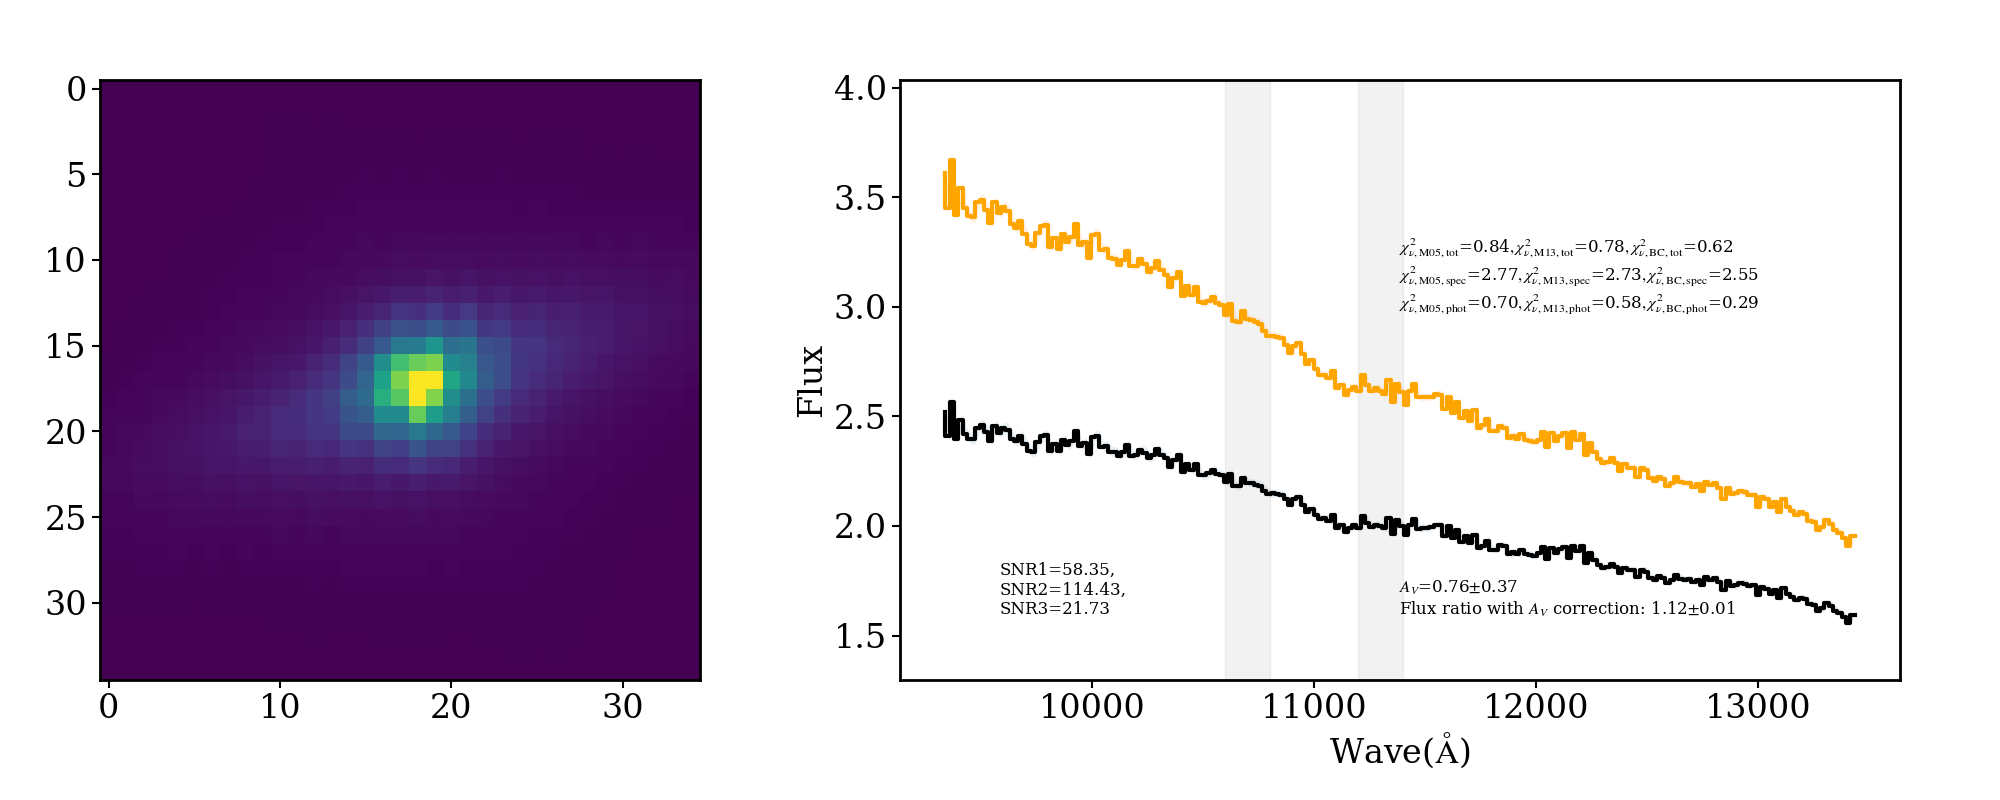 0
5
10
15
20
25
30
0 10 20 30
Flux
4.0
3.5
3.0
2.5
2.0
1.5
χ²ν,M05,tot=0.84,χ²ν,M13,tot=0.78,χ²ν,BC,tot=0.62
χ²ν,M05,spec=2.77,χ²ν,M13,spec=2.73,χ²ν,BC,spec=2.55
χ²ν,M05,phot=0.70,χ²ν,M13,phot=0.58,χ²ν,BC,phot=0.29
SNR1=58.35,
SNR2=114.43,
SNR3=21.73
AV=0.76±0.37
Flux ratio with AV correction: 1.12±0.01
10000 11000 12000 13000
Wave(Å)